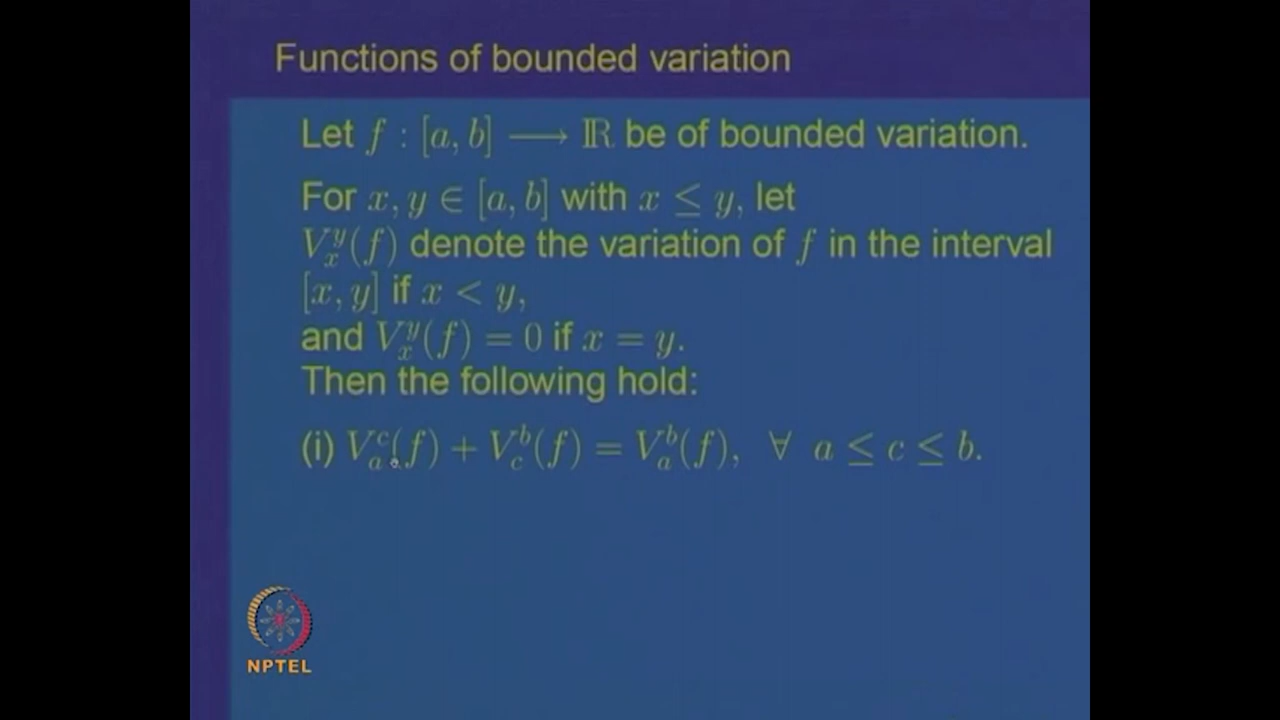 Functions of bounded variation
Let f : [a, b] ⟶ ℝ be of bounded variation.
For x, y ∈ [a, b] with x ≤ y, let
V_x^y(f) denote the variation of f in the interval
[x, y] if x < y,
and V_x^y(f) = 0 if x = y.
Then the following hold:
(i) V_a^c(f) + V_c^b(f) = V_a^b(f), ∀ a ≤ c ≤ b.
NPTEL